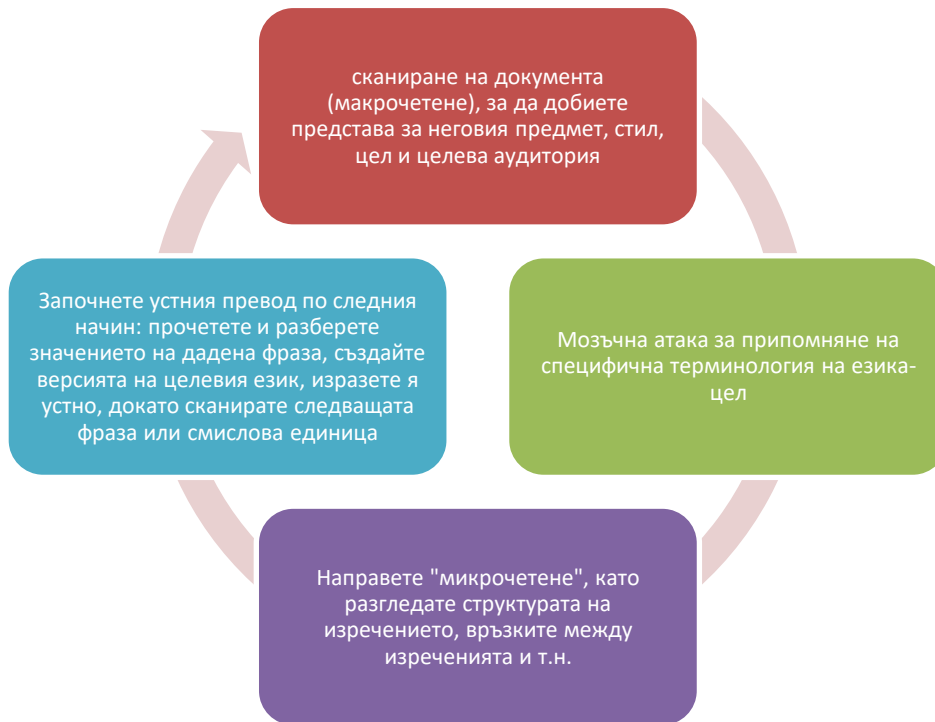 сканиране на документа
(макрочетене), за да добиете
представа за неговия предмет, стил,
цел и целева аудитория
Мозъчна атака за припомняне на
специфична терминология на езика-
цел
Направете "микрочетене", като
разгледате структурата на
изречението, връзките между
изреченията и т.н.
Започнете устния превод по следния
начин: прочетете и разберете
значението на дадена фраза, създайте
версията на целевия език, изразете я
устно, докато сканирате следващата
фраза или смислова единица